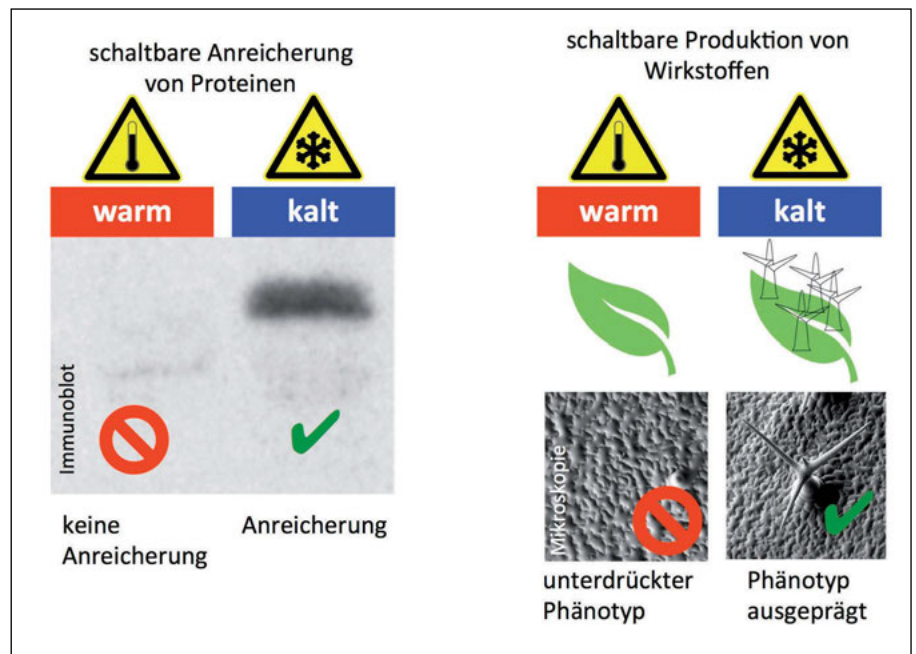 schaltbare Anreicherung
von Proteinen
warm
kalt
Immunoblot
keine
Anreicherung
Anreicherung
schaltbare Produktion von
Wirkstoffen
warm
kalt
Mikroskopie
unterdrückter
Phänotyp
Phänotyp
ausgeprägt